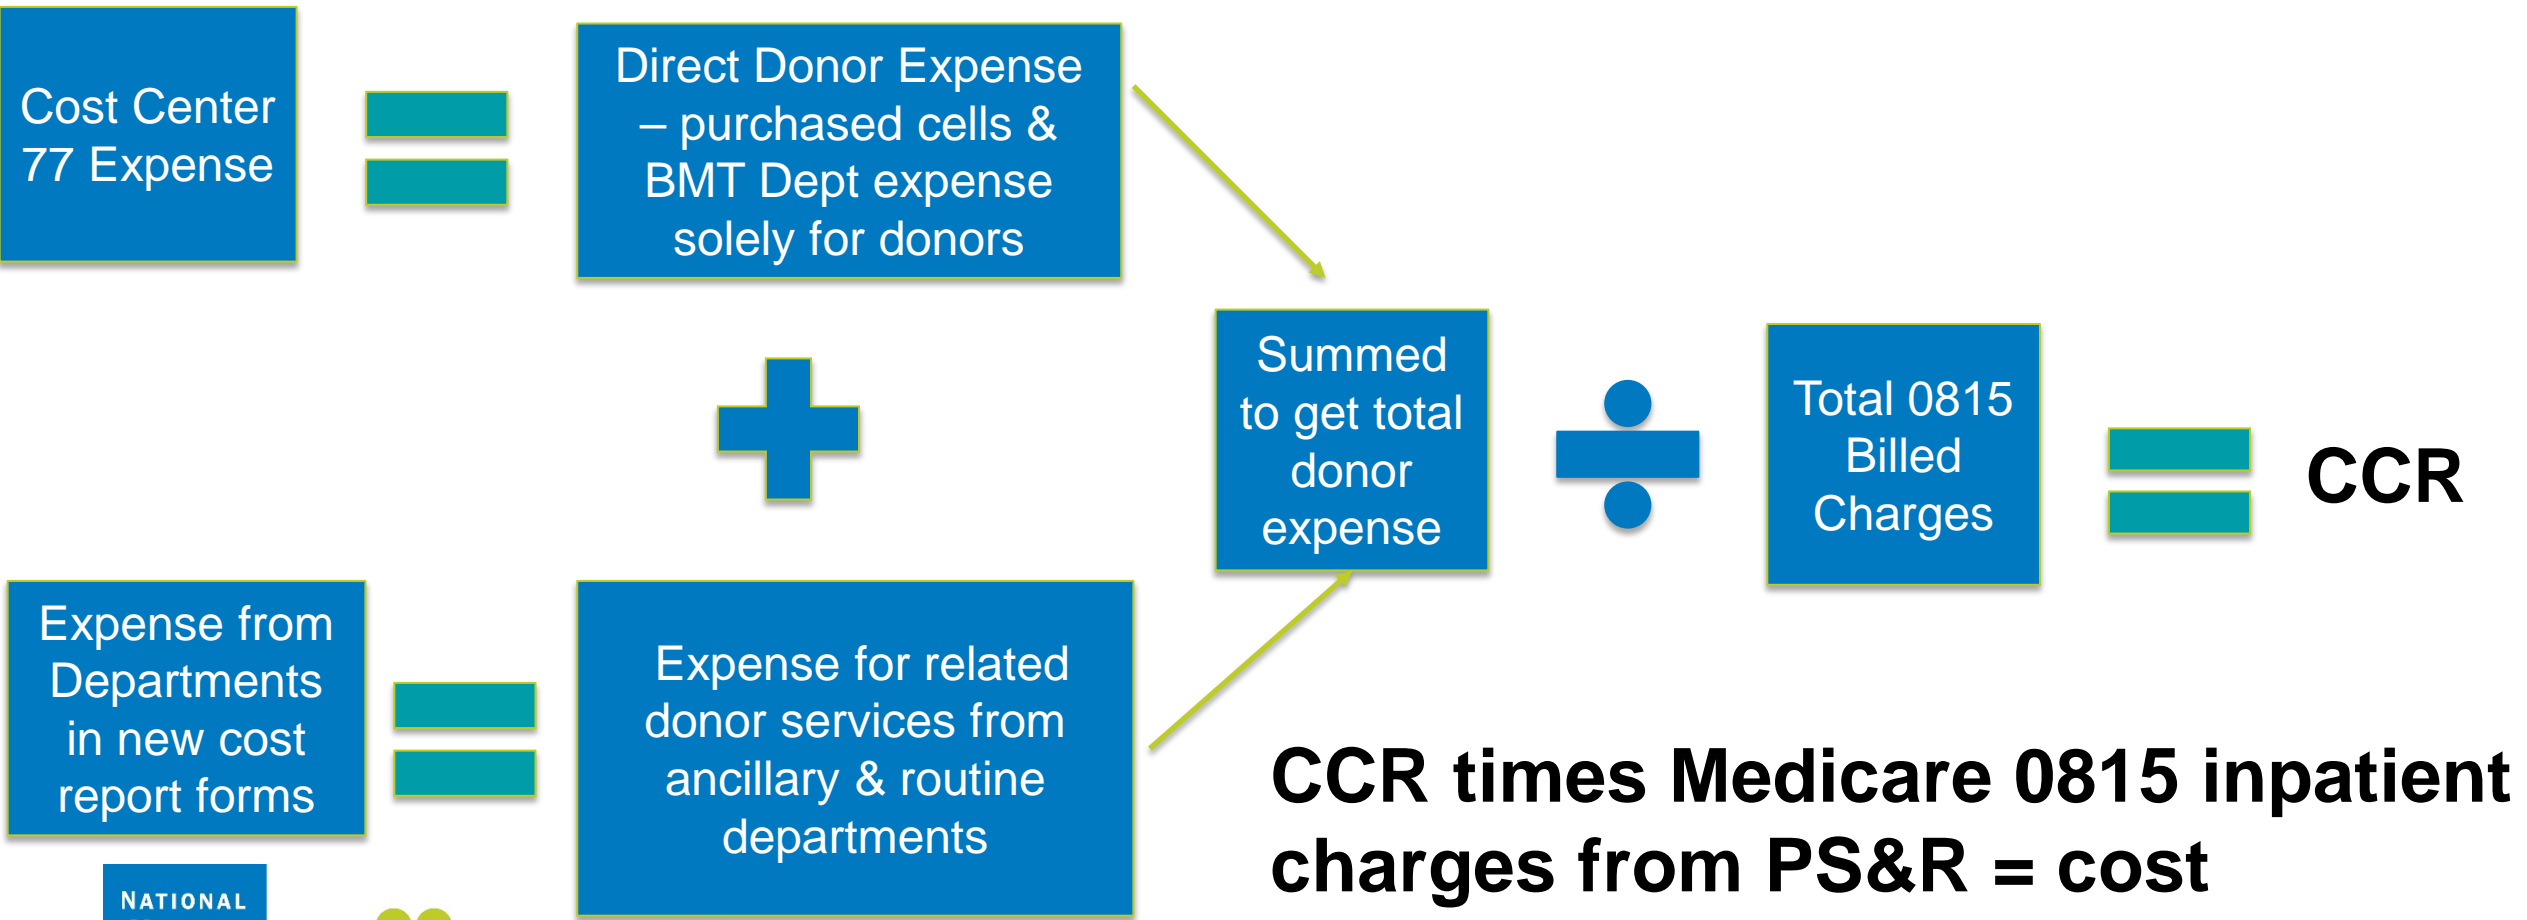 Cost Center
77 Expense
Direct Donor Expense
– purchased cells &
BMT Dept expense
solely for donors
Summed
to get total
donor
expense
Total 0815
Billed
Charges
CCR
Expense from
Departments
in new cost
report forms
Expense for related
donor services from
ancillary & routine
departments
CCR times Medicare 0815 inpatient
charges from PS&R = cost
NATIONAL